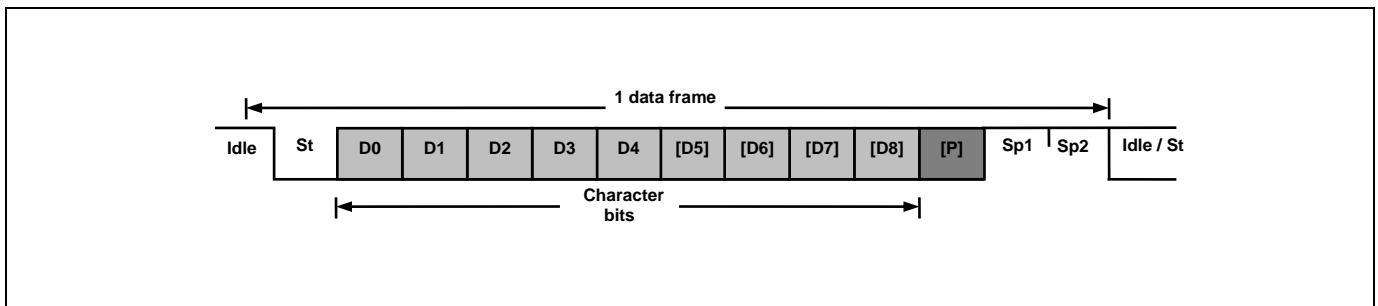 1 data frame
Idle St D0 D1 D2 D3 D4 [D5] [D6] [D7] [D8] [P] Sp1 Sp2 Idle / St
Character
bits